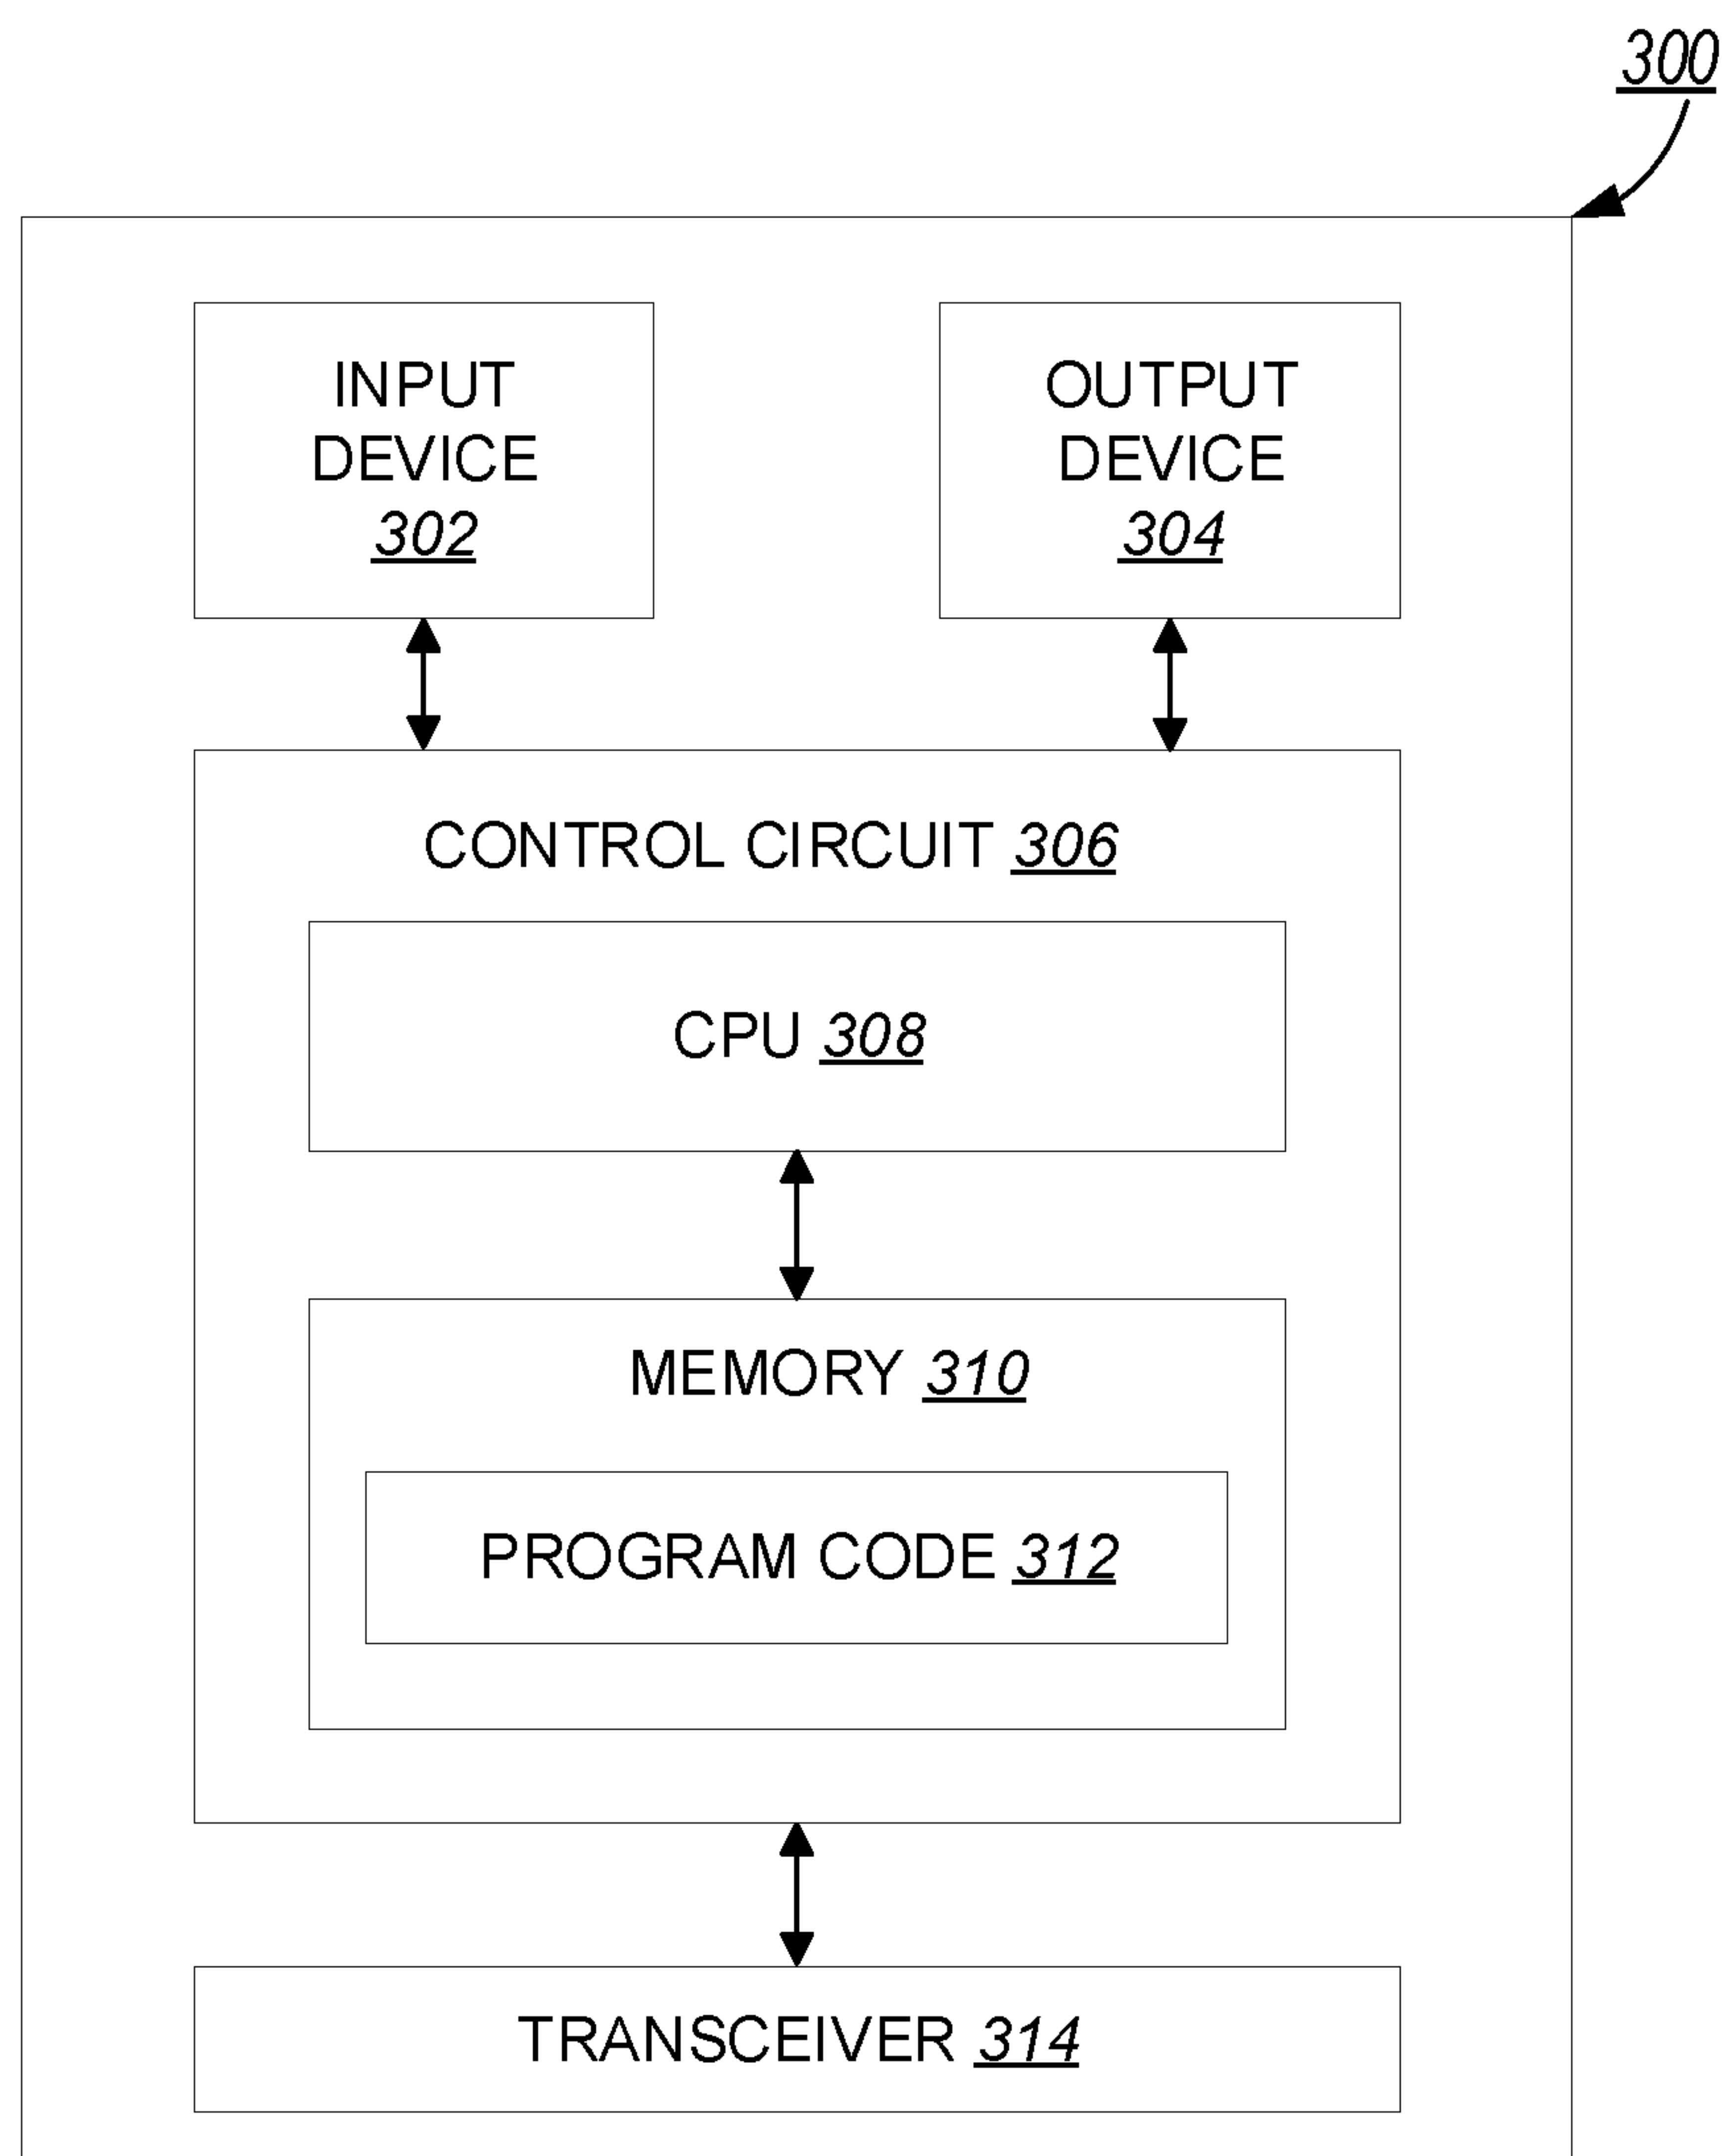 300
INPUT
DEVICE
302
OUTPUT
DEVICE
304
CONTROL CIRCUIT 306
CPU 308
MEMORY 310
PROGRAM CODE 312
TRANSCEIVER 314